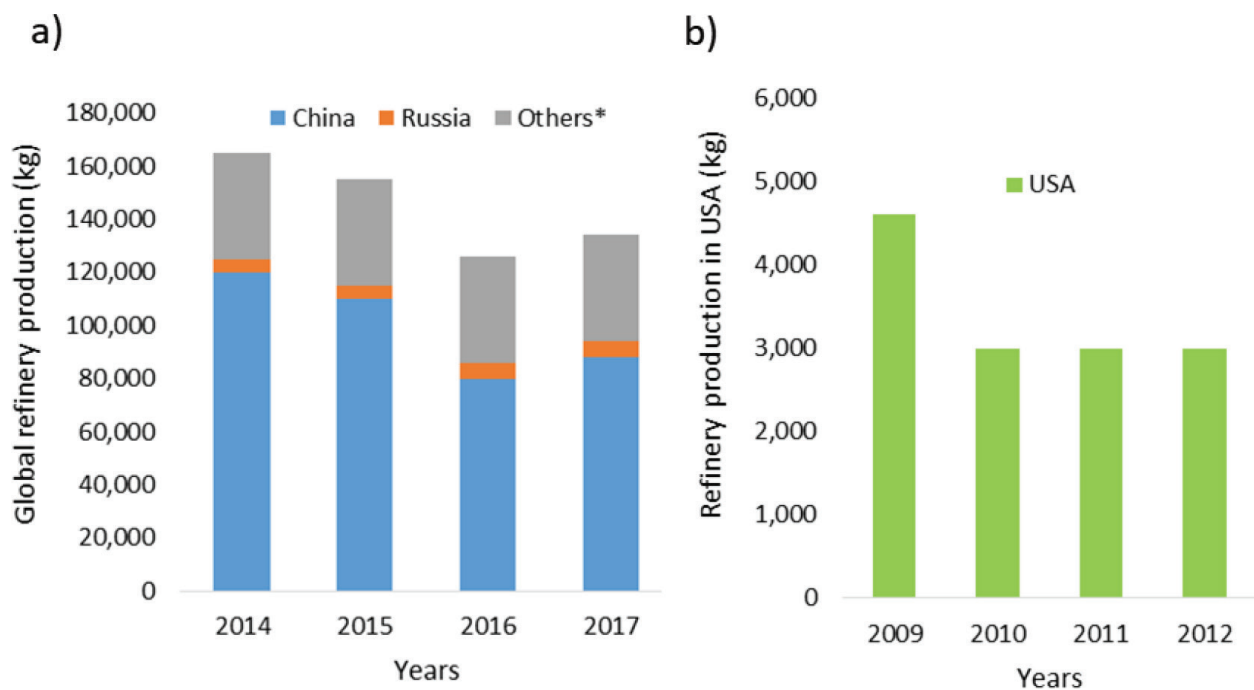 a)
Global refinery production (kg)
180,000
160,000
140,000
120,000
100,000
80,000
60,000
40,000
20,000
0
China Russia Others*
2014 2015 2016 2017
Years
b)
Refinery production in USA (kg)
6,000
5,000
4,000
3,000
2,000
1,000
0
USA
2009 2010 2011 2012
Years